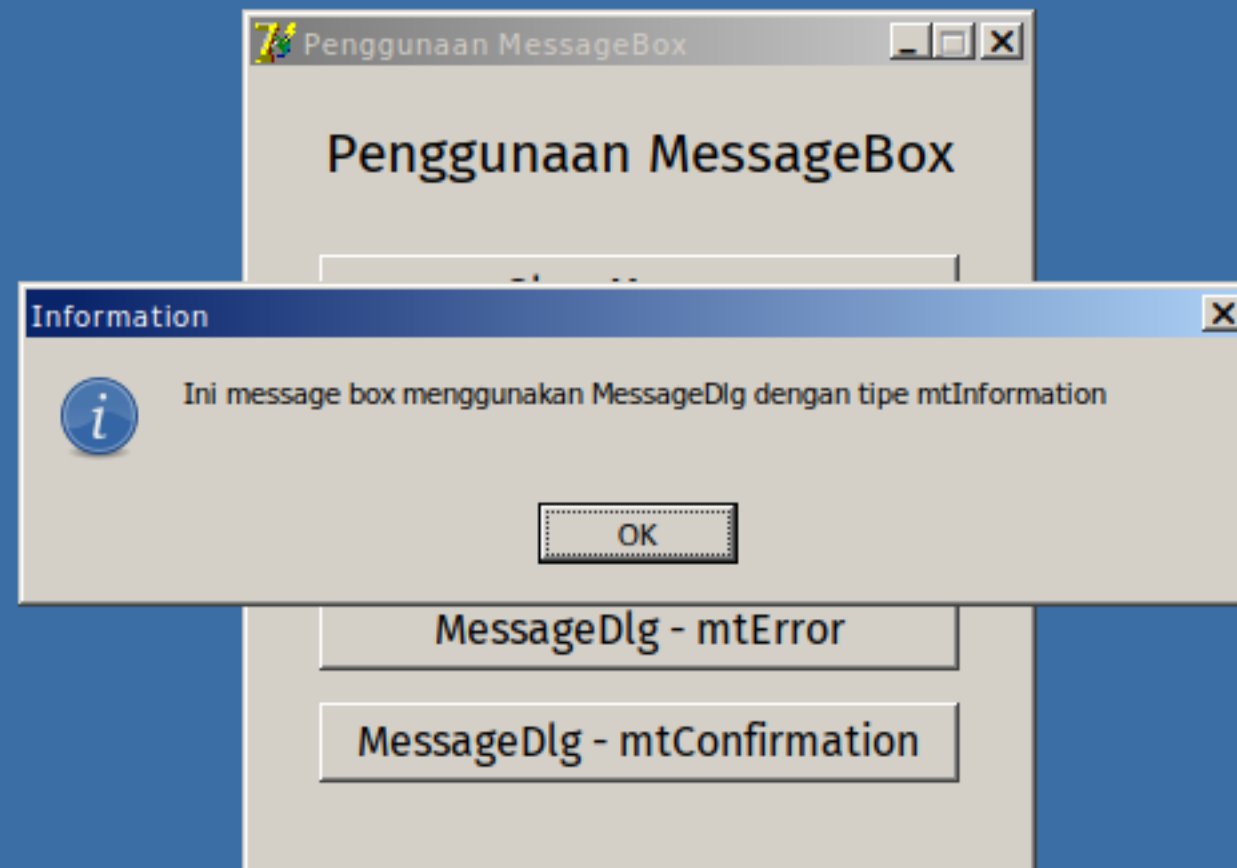 Penggunaan MessageBox
Penggunaan MessageBox
Information
Ini message box menggunakan MessageDlg dengan tipe mtInformation
OK
MessageDlg - mtError
MessageDlg - mtConfirmation